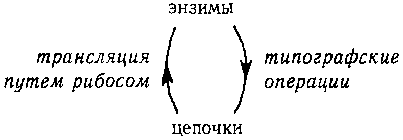 энзимы
трансляция
путем рибосом
типографские
операции
цепочки